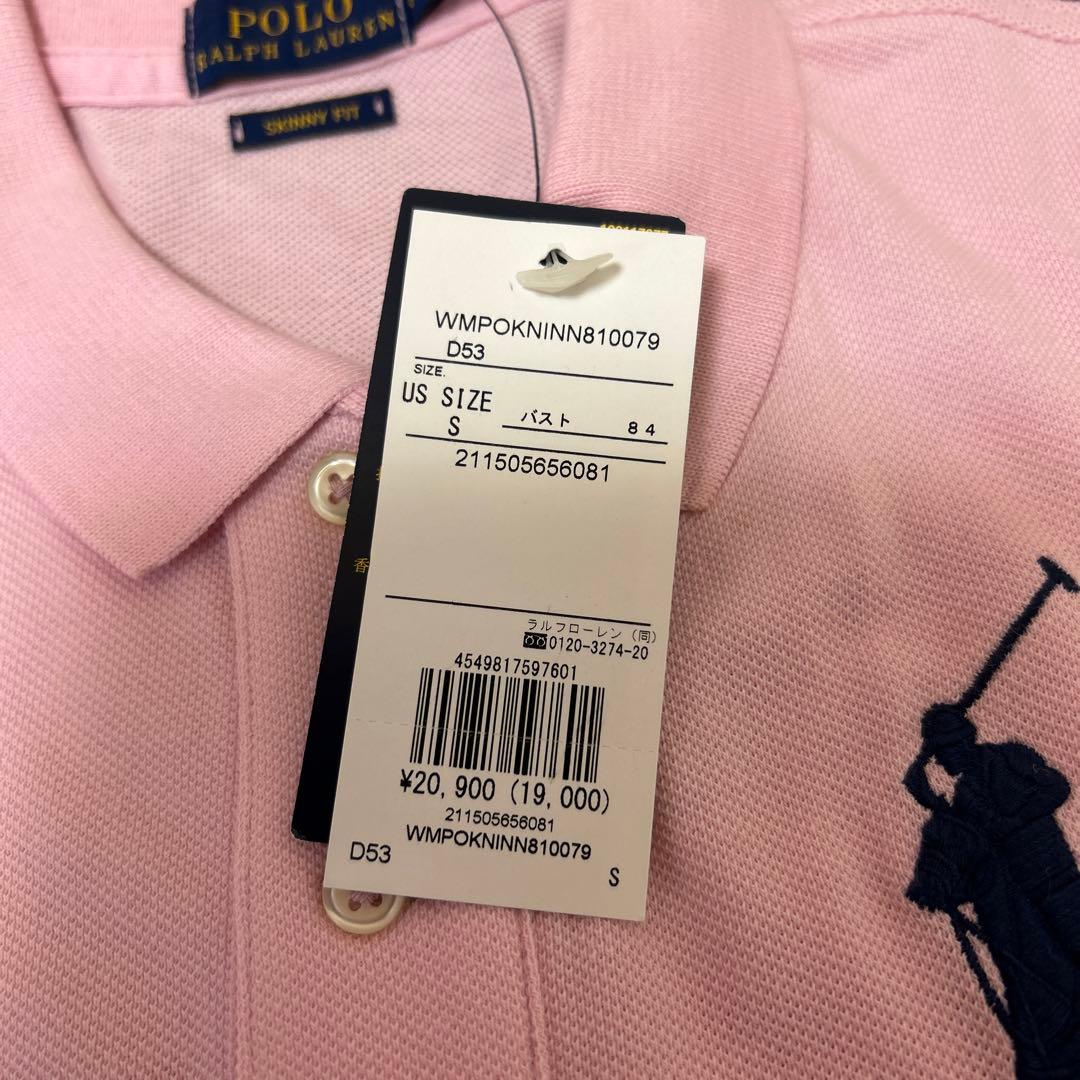 POLO
RALPH LAUREN
SKINNY FIT
WMPOKNINN810079
D53
SIZE.
US SIZE
S
バスト 84
211505656081
香
ラルフローレン（同）
0120-3274-20
4549817597601
¥20,900 (19,000)
211505656081
WMPOKNINN810079
D53
S